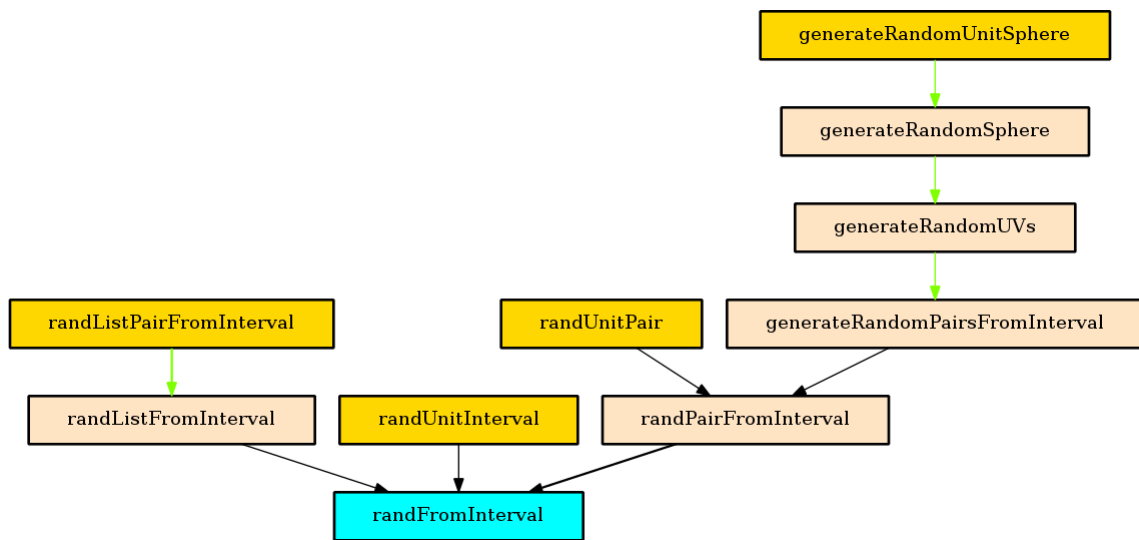 generateRandomUnitSphere
generateRandomSphere
generateRandomUVs
randListPairFromInterval
randUnitPair
generateRandomPairsFromInterval
randListFromInterval
randUnitInterval
randPairFromInterval
randFromInterval